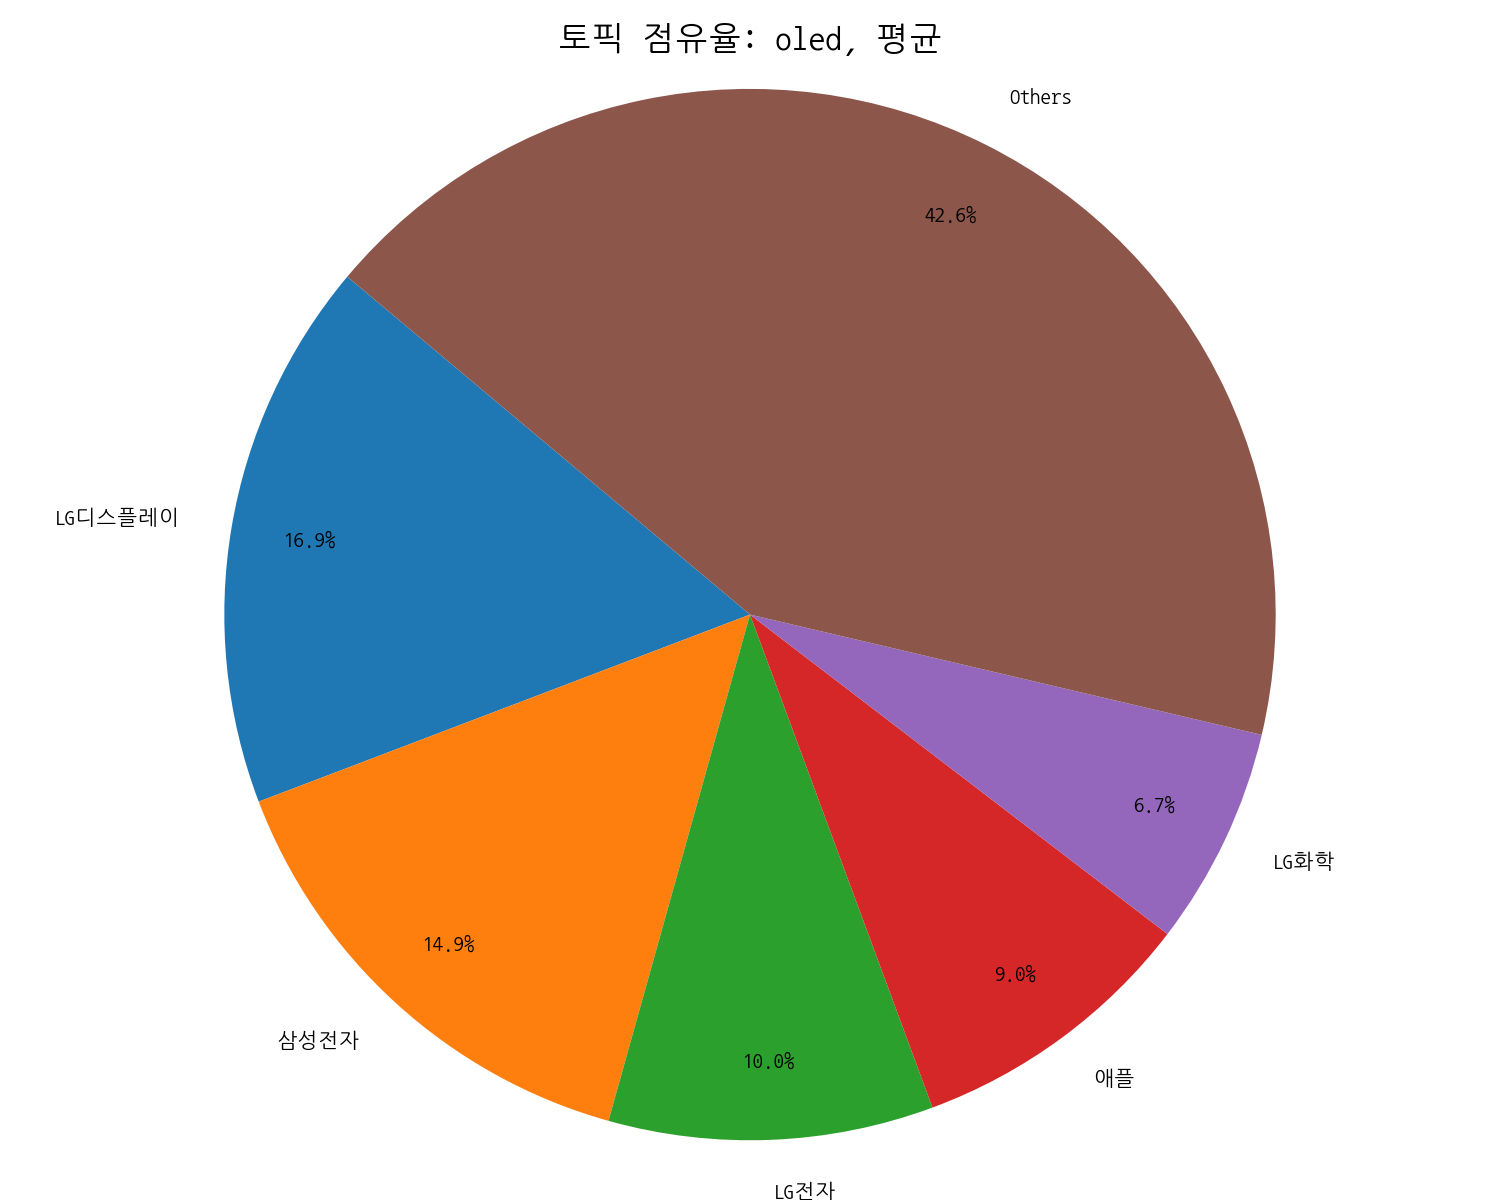 토픽 점유율: oled, 평균
Others
42.6%
LG디스플레이
16.9%
14.9%
삼성전자
10.0%
LG전자
9.0%
애플
6.7%
LG화학